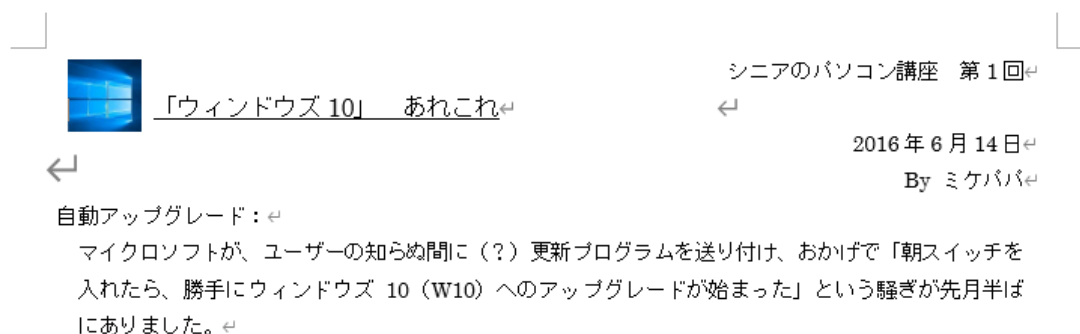 シニアのパソコン講座　第1回
「ウィンドウズ 10」　あれこれ
2016年6月14日
By ミケパパ
自動アップグレード：
マイクロソフトが、ユーザーの知らぬ間に（？）更新プログラムを送り付け、おかげで「朝スイッチを
入れたら、勝手にウィンドウズ 10（W10）へのアップグレードが始まった」という騒ぎが先月半ば
にありました。